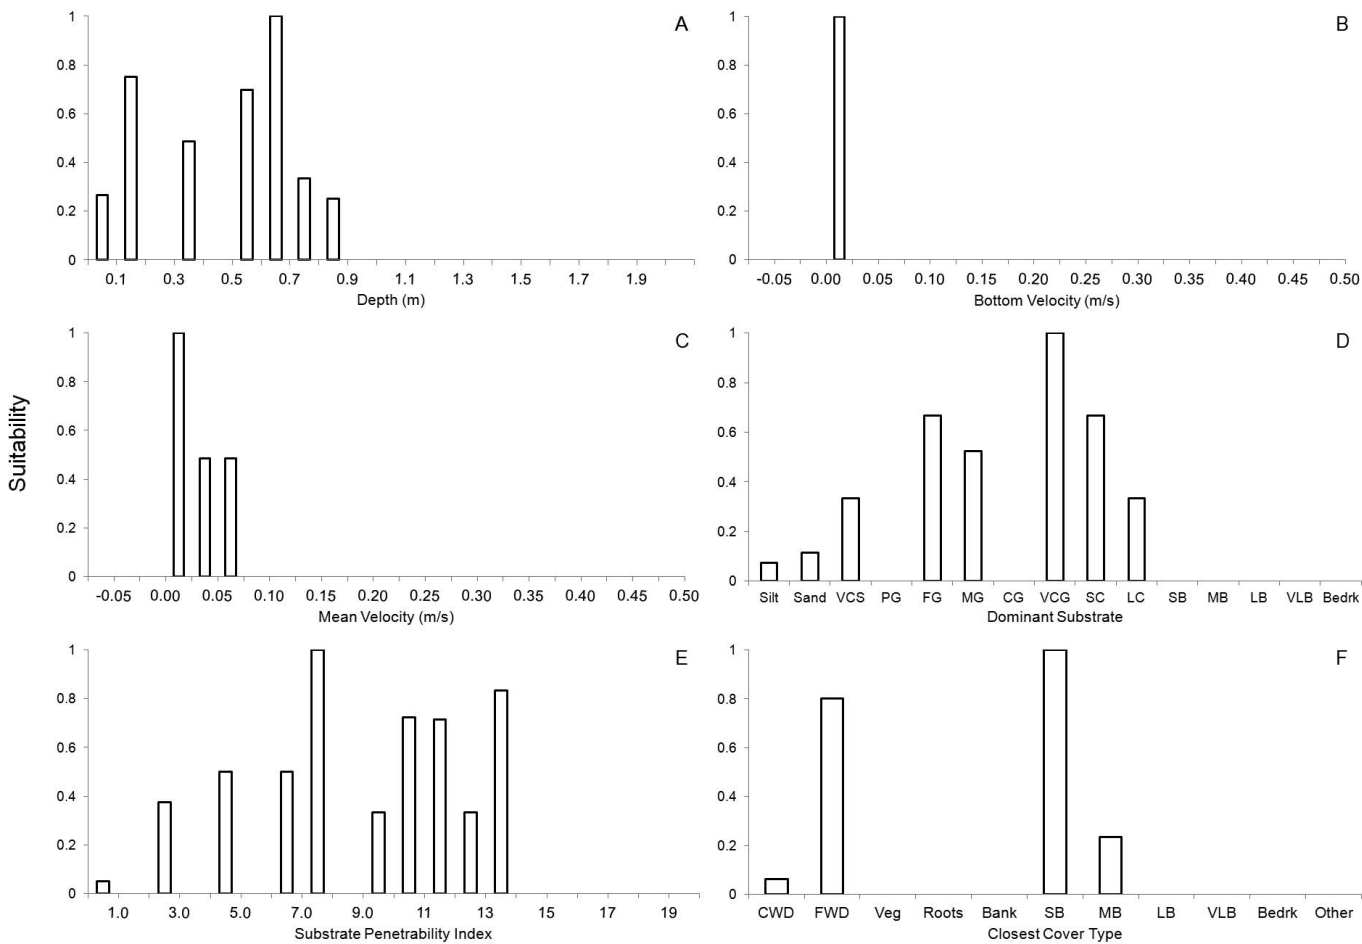 Suitability
A
1
0.8
0.6
0.4
0.2
0
0.1 0.3 0.5 0.7 0.9 1.1 1.3 1.5 1.7 1.9
Depth (m)
B
1
0.8
0.6
0.4
0.2
0
-0.05 0.00 0.05 0.10 0.15 0.20 0.25 0.30 0.35 0.40 0.45 0.50
Bottom Velocity (m/s)
C
1
0.8
0.6
0.4
0.2
0
-0.05 0.00 0.05 0.10 0.15 0.20 0.25 0.30 0.35 0.40 0.45 0.50
Mean Velocity (m/s)
D
1
0.8
0.6
0.4
0.2
0
Silt Sand VCS PG FG MG CG VCG SC LC SB MB LB VLB Bedrk
Dominant Substrate
E
1
0.8
0.6
0.4
0.2
0
1.0 3.0 5.0 7.0 9.0 11 13 15 17 19
Substrate Penetrability Index
F
1
0.8
0.6
0.4
0.2
0
CWD FWD Veg Roots Bank SB MB LB VLB Bedrk Other
Closest Cover Type